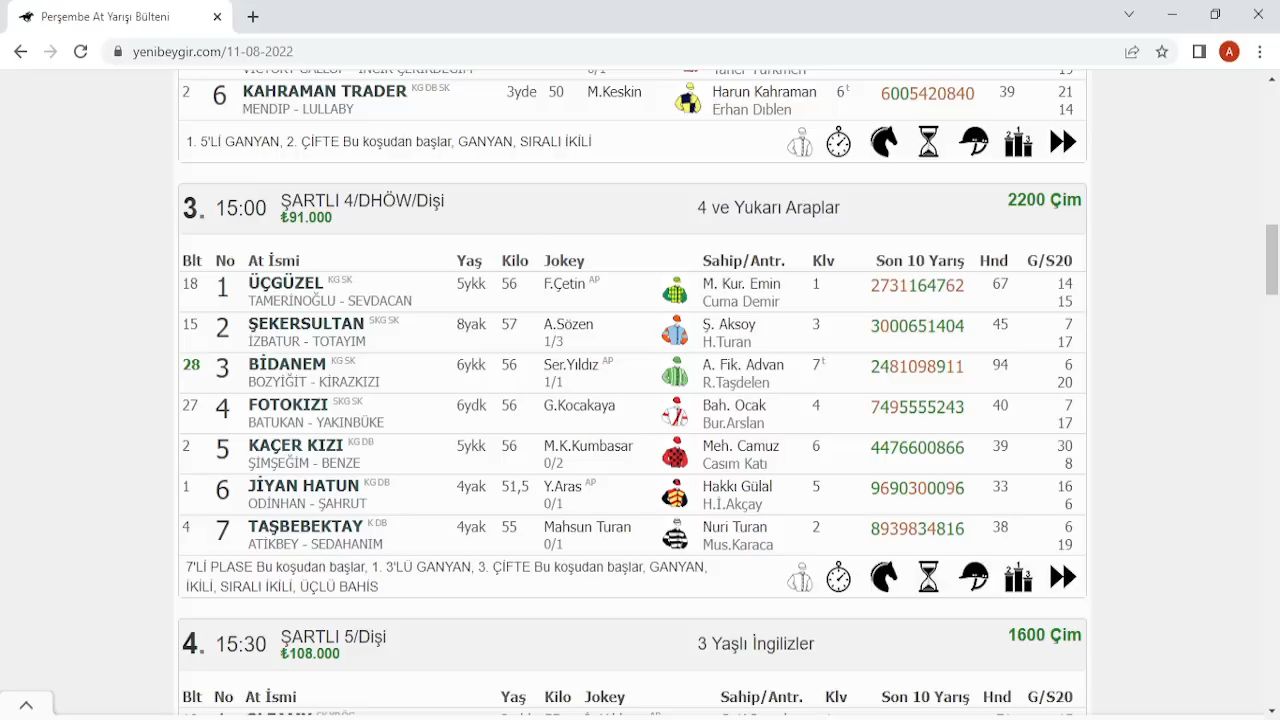 Perşembe At Yarışı Bülteni
yenibeygir.com/11-08-2022
A
2 6 KAHRAMAN TRADER KG DB SK 3yde 50 M.Keskin Harun Kahraman 6t 6005420840 39 21
MENDIP - LULLABY Erhan Dıblen 14
1. 5'Lİ GANYAN, 2. ÇİFTE Bu koşudan başlar, GANYAN, SIRALI İKİLİ
3. 15:00 ŞARTLI 4/DHÖW/Dişi 4 ve Yukarı Araplar 2200 Çim
₺91.000
Blt No At İsmi Yaş Kilo Jokey Sahip/Antr. Klv Son 10 Yarış Hnd G/S20
18 1 ÜÇGÜZEL KG SK 5ykk 56 F.Çetin AP M. Kur. Emin 1 2731164762 67 14
TAMERİNOĞLU - SEVDACAN Cuma Demir 15
15 2 ŞEKERSULTAN SKG SK 8yak 57 A.Sözen Ş. Aksoy 3 3000651404 45 7
İZBATUR - TOTAYIM 1/3 H.Turan 17
28 3 BİDANEM KG SK 6ykk 56 Ser.Yıldız AP A. Fik. Advan 7t 2481098911 94 6
BOZYİĞİT - KİRAZKIZI 1/1 R.Taşdelen 20
27 4 FOTOKIZI SKG SK 6ydk 56 G.Kocakaya Bah. Ocak 4 7495555243 40 7
BATUKAN - YAKINBÜKE Bur.Arslan 17
2 5 KAÇER KIZI KG DB 5ykk 56 M.K.Kumbasar Meh. Camuz 6 4476600866 39 30
ŞİMŞEĞİM - BENZE 0/2 Casım Katı 8
1 6 JİYAN HATUN KG DB 4yak 51,5 Y.Aras AP Hakkı Gülal 5 9690300096 33 16
ODİNHAN - ŞAHRUT 0/1 H.İ.Akçay 6
4 7 TAŞBEBEKTAY K DB 4yak 55 Mahsun Turan Nuri Turan 2 8939834816 38 6
ATİKBEY - SEDAHANIM 0/1 Mus.Karaca 19
7'Lİ PLASE Bu koşudan başlar, 1. 3'LÜ GANYAN, 3. ÇİFTE Bu koşudan başlar, GANYAN,
İKİLİ, SIRALI İKİLİ, ÜÇLÜ BAHİS
4. 15:30 ŞARTLI 5/Dişi 3 Yaşlı İngilizler 1600 Çim
₺108.000
Blt No At İsmi Yaş Kilo Jokey Sahip/Antr. Klv Son 10 Yarış Hnd G/S20